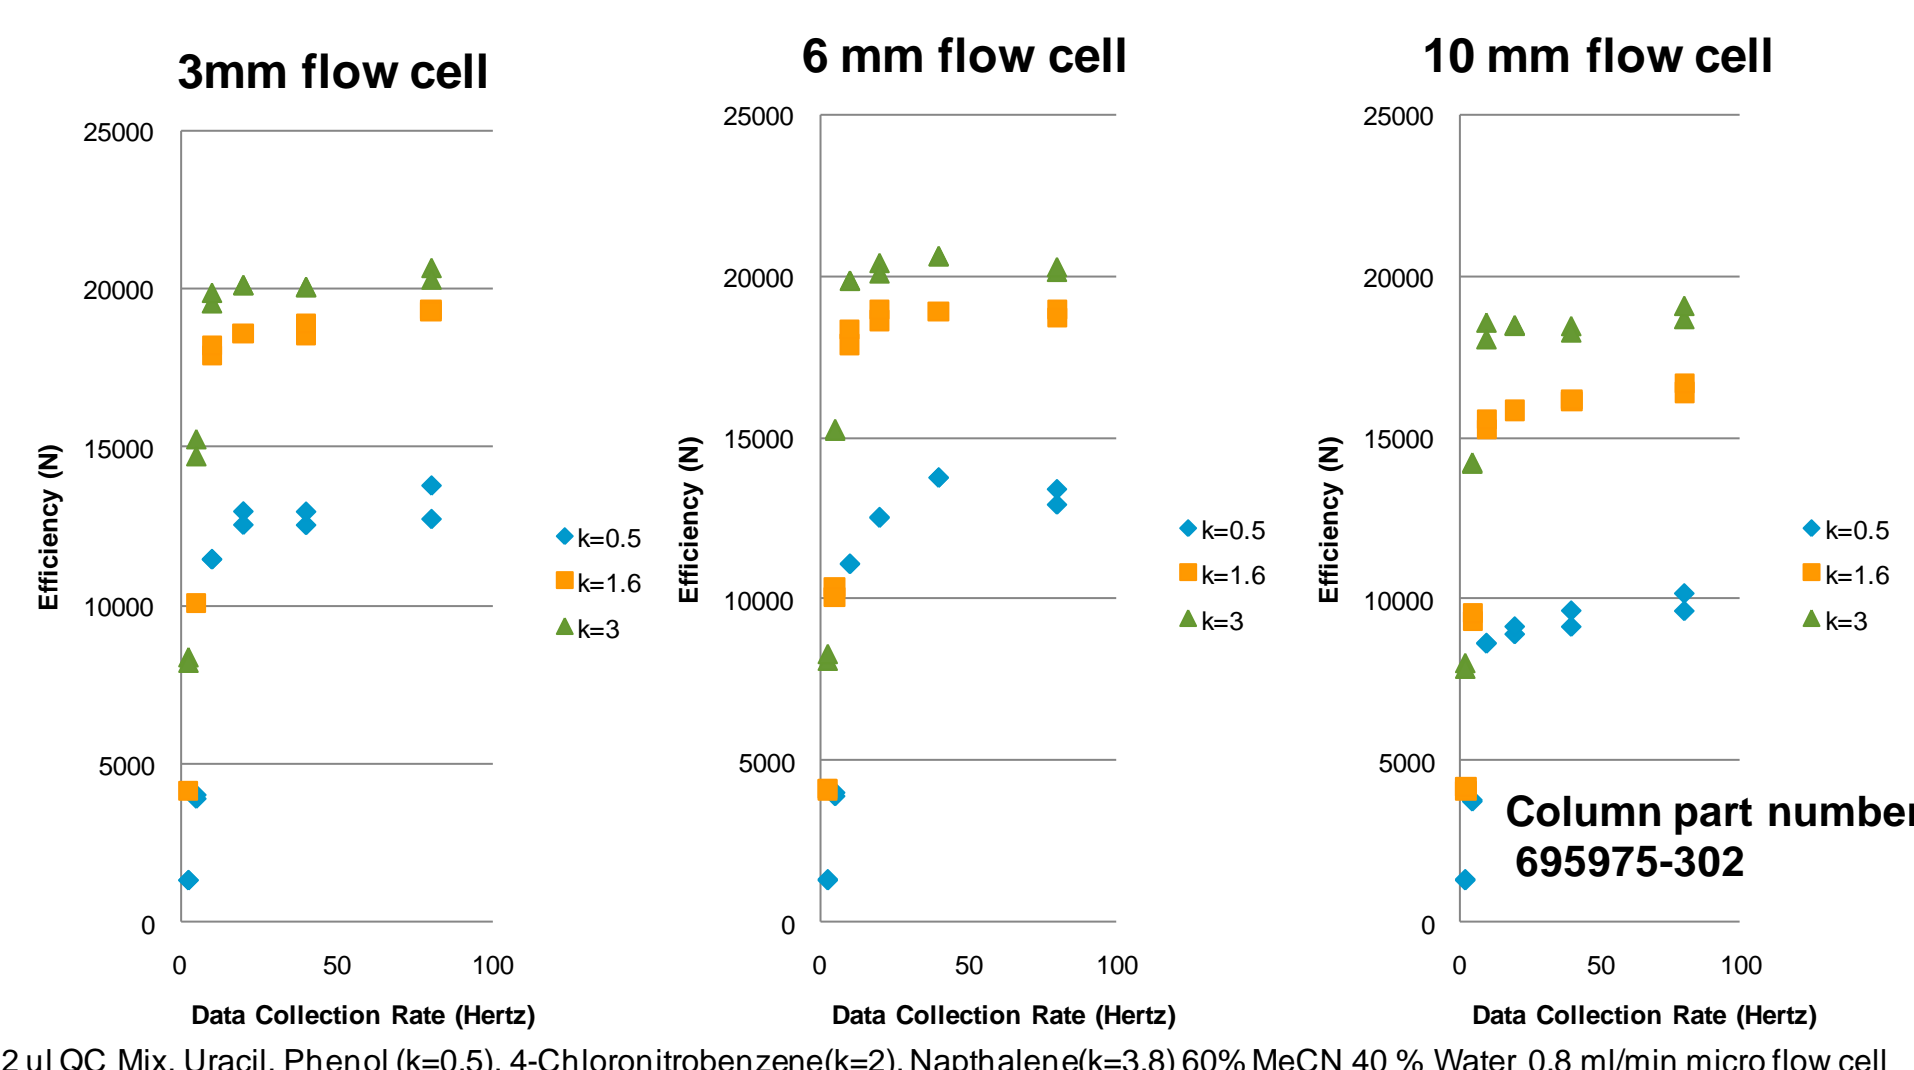 3mm flow cell
25000
20000
15000
10000
5000
0
0 50 100
Efficiency (N)
Data Collection Rate (Hertz)
k=0.5
k=1.6
k=3
6 mm flow cell
25000
20000
15000
10000
5000
0
0 50 100
Efficiency (N)
Data Collection Rate (Hertz)
k=0.5
k=1.6
k=3
10 mm flow cell
25000
20000
15000
10000
5000
0
0 50 100
Efficiency (N)
Data Collection Rate (Hertz)
k=0.5
k=1.6
k=3
Column part number
695975-302
2 ul QC Mix. Uracil. Phenol (k=0.5). 4-Chloronitrobenzene(k=2). Napthalene(k=3.8) 60% MeCN 40 % Water 0.8 ml/min micro flow cell